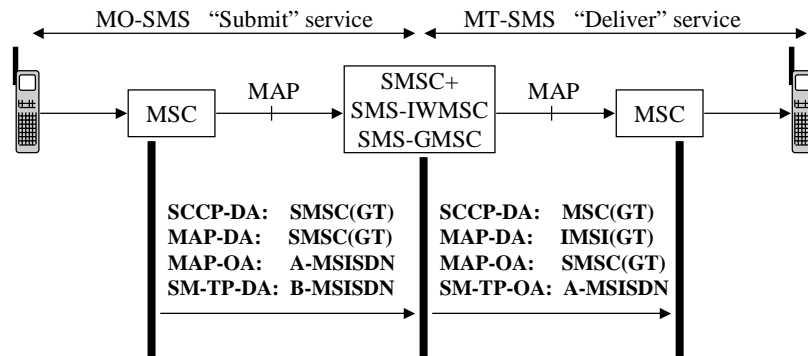 MO-SMS “Submit” service
MT-SMS “Deliver” service
MSC
MAP
SMSC+
SMS-IWMSC
SMS-GMSC
MAP
MSC
SCCP-DA: SMSC(GT)
MAP-DA: SMSC(GT)
MAP-OA: A-MSISDN
SM-TP-DA: B-MSISDN
SCCP-DA: MSC(GT)
MAP-DA: IMSI(GT)
MAP-OA: SMSC(GT)
SM-TP-OA: A-MSISDN